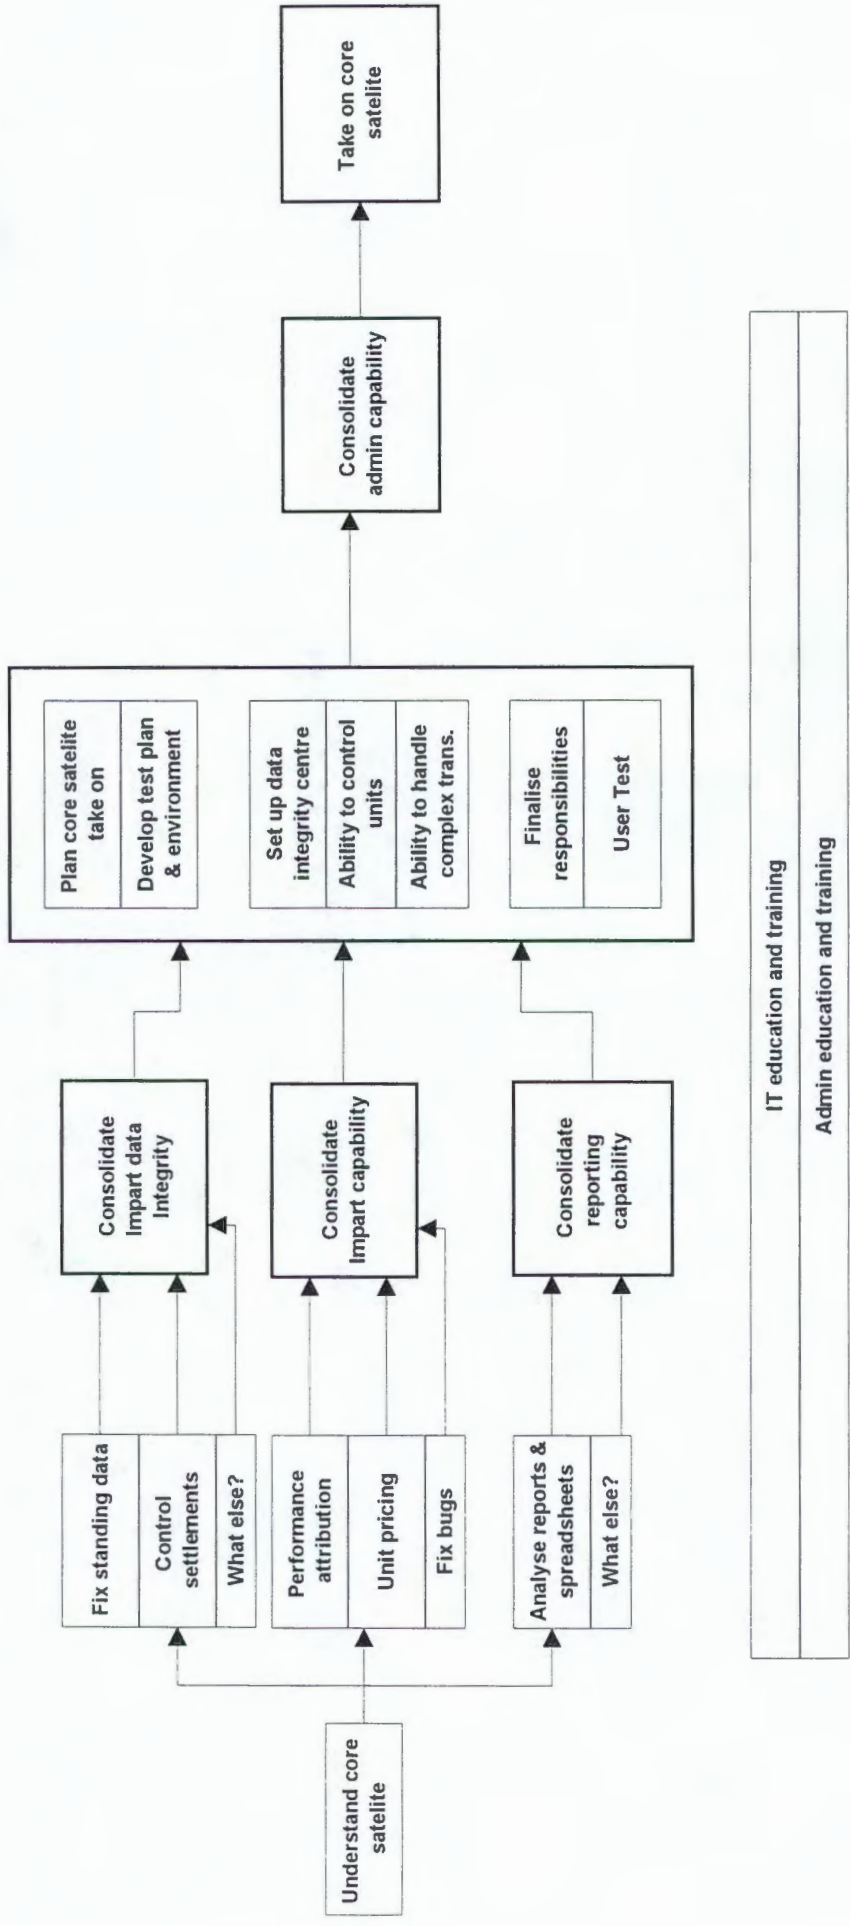 Understand core
satelite
Fix standing data
Control
settlements
What else?
Performance
attribution
Unit pricing
Fix bugs
Analyse reports &
spreadsheets
What else?
Consolidate
Impart data
Integrity
Consolidate
Impart capability
Consolidate
reporting
capability
Plan core satelite
take on
Develop test plan
& environment
Set up data
integrity centre
Ability to control
units
Ability to handle
complex trans.
Finalise
responsibilities
User Test
Consolidate
admin capability
Take on core
satelite
IT education and training
Admin education and training